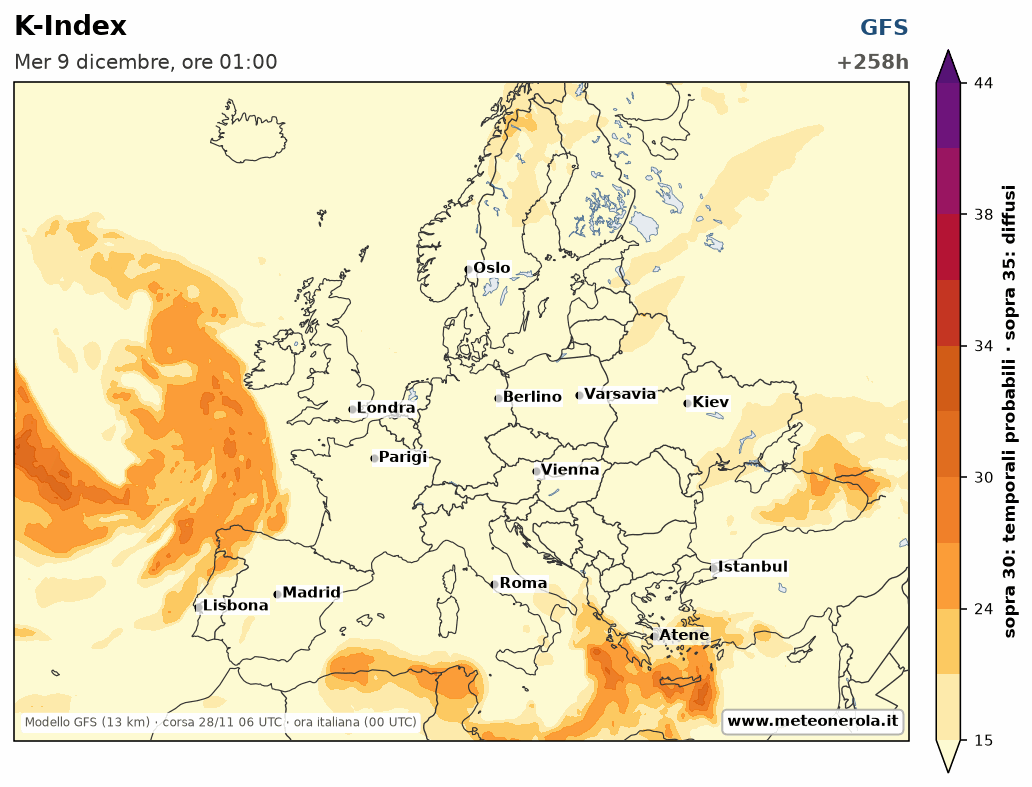 K-Index
GFS
Mer 9 dicembre, ore 01:00
+258h
44
38
34
30
24
15
sopra 30: temporali probabili · sopra 35: diffusi
Oslo
Londra
Berlino
Varsavia
Kiev
Parigi
Vienna
Istanbul
Roma
Madrid
Lisbona
Atene
Modello GFS (13 km) · corsa 28/11 06 UTC · ora italiana (00 UTC)
www.meteonerola.it